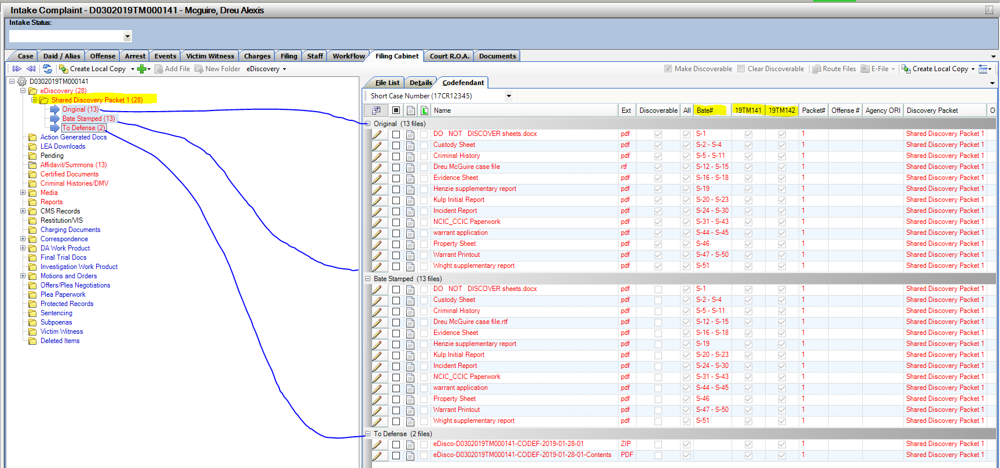 Intake Complaint - D0302019TM000141 - Mcguire, Dreu Alexis
Intake Status:
Case Daid / Alias Offense Arrest Events Victim Witness Charges Filing Staff WorkFlow Filing Cabinet Court R.O.A. Documents
Create Local Copy Add File New Folder eDiscovery Make Discoverable Clear Discoverable Route Files E-File Create Local Copy
D0302019TM000141
eDiscovery (28)
Shared Discovery Packet 1 (28)
Original (13)
Bate Stamped (13)
To Defense (2)
Action Generated Docs
LEA Downloads
Pending
Affidavit/Summons (13)
Certified Documents
Criminal Histories/DMV
Media
Reports
CMS Records
Restitution/VIS
Charging Documents
Correspondence
DA Work Product
Final Trial Docs
Investigation Work Product
Motions and Orders
Offers/Plea Negotiations
Plea Paperwork
Protected Records
Sentencing
Subpoenas
Victim Witness
Deleted Items
File List Details Codefendant
Short Case Number (17CR12345)
L Name Ext Discoverable All Bate# 19TM141 19TM142 Packet# Offense # Agency ORI Discovery Packet O
Original (13 files)
DO NOT DISCOVER sheets.docx pdf S-1 1 Shared Discovery Packet 1
Custody Sheet pdf S-2 - S-4 1 Shared Discovery Packet 1
Criminal History pdf S-5 - S-11 1 Shared Discovery Packet 1
Dreu McGuire case file rtf S-12 - S-15 1 Shared Discovery Packet 1
Evidence Sheet pdf S-16 - S-18 1 Shared Discovery Packet 1
Henzie supplementary report pdf S-19 1 Shared Discovery Packet 1
Kulp Initial Report pdf S-20 - S-23 1 Shared Discovery Packet 1
Incident Report pdf S-24 - S-30 1 Shared Discovery Packet 1
NCIC_CCIC Paperwork pdf S-31 - S-43 1 Shared Discovery Packet 1
warrant application pdf S-44 - S-45 1 Shared Discovery Packet 1
Property Sheet pdf S-46 1 Shared Discovery Packet 1
Warrant Printout pdf S-47 - S-50 1 Shared Discovery Packet 1
Wright supplementary report pdf S-51 1 Shared Discovery Packet 1
Bate Stamped (13 files)
DO NOT DISCOVER sheets.docx pdf S-1 1 Shared Discovery Packet 1
Custody Sheet pdf S-2 - S-4 1 Shared Discovery Packet 1
Criminal History pdf S-5 - S-11 1 Shared Discovery Packet 1
Dreu McGuire case file.rtf pdf S-12 - S-15 1 Shared Discovery Packet 1
Evidence Sheet pdf S-16 - S-18 1 Shared Discovery Packet 1
Henzie supplementary report pdf S-19 1 Shared Discovery Packet 1
Kulp Initial Report pdf S-20 - S-23 1 Shared Discovery Packet 1
Incident Report pdf S-24 - S-30 1 Shared Discovery Packet 1
NCIC_CCIC Paperwork pdf S-31 - S-43 1 Shared Discovery Packet 1
warrant application pdf S-44 - S-45 1 Shared Discovery Packet 1
Property Sheet pdf S-46 1 Shared Discovery Packet 1
Warrant Printout pdf S-47 - S-50 1 Shared Discovery Packet 1
Wright supplementary report pdf S-51 1 Shared Discovery Packet 1
To Defense (2 files)
eDisco-D0302019TM000141-CODEF-2019-01-28-01 ZIP 1 Shared Discovery Packet 1
eDisco-D0302019TM000141-CODEF-2019-01-28-01-Contents PDF 1 Shared Discovery Packet 1